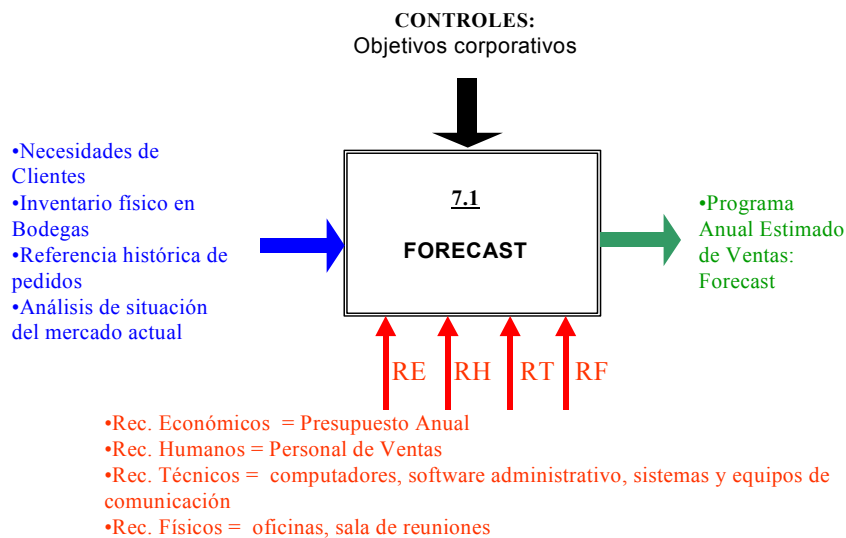 CONTROLES:
Objetivos corporativos
•Necesidades de
Clientes
•Inventario físico en
Bodegas
•Referencia histórica de
pedidos
•Análisis de situación
del mercado actual
7.1
FORECAST
•Programa
Anual Estimado
de Ventas:
Forecast
RE RH RT RF
•Rec. Económicos = Presupuesto Anual
•Rec. Humanos = Personal de Ventas
•Rec. Técnicos = computadores, software administrativo, sistemas y equipos de
comunicación
•Rec. Físicos = oficinas, sala de reuniones